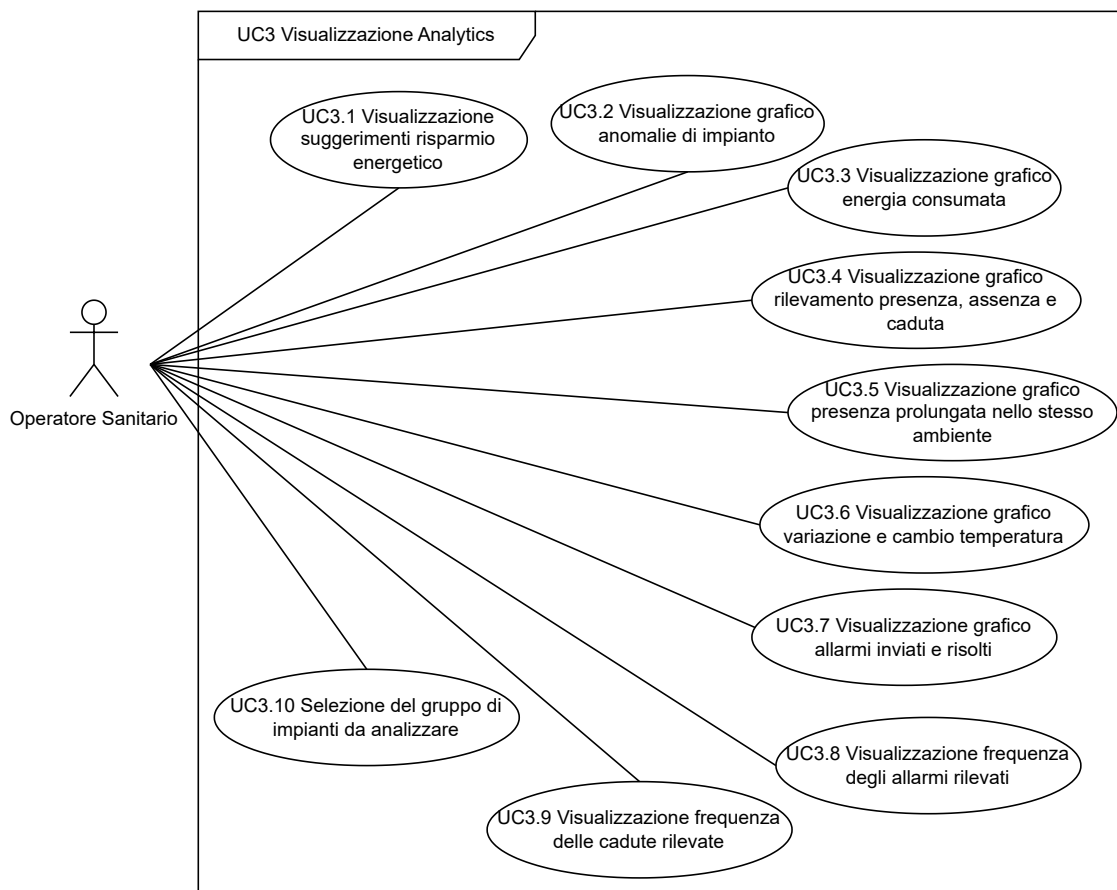 UC3 Visualizzazione Analytics
UC3.1 Visualizzazione
suggerimenti risparmio
energetico
UC3.2 Visualizzazione grafico
anomalie di impianto
UC3.3 Visualizzazione grafico
energia consumata
UC3.4 Visualizzazione grafico
rilevamento presenza, assenza e
caduta
Operatore Sanitario
UC3.5 Visualizzazione grafico
presenza prolungata nello stesso
ambiente
UC3.6 Visualizzazione grafico
variazione e cambio temperatura
UC3.7 Visualizzazione grafico
allarmi inviati e risolti
UC3.10 Selezione del gruppo di
impianti da analizzare
UC3.8 Visualizzazione frequenza
degli allarmi rilevati
UC3.9 Visualizzazione frequenza
delle cadute rilevate